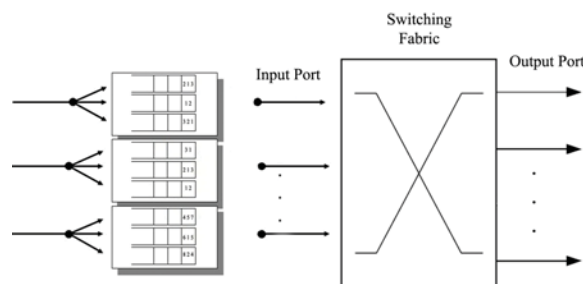 Switching
Fabric
Input Port
Output Port
213
12
321
31
213
12
457
615
824